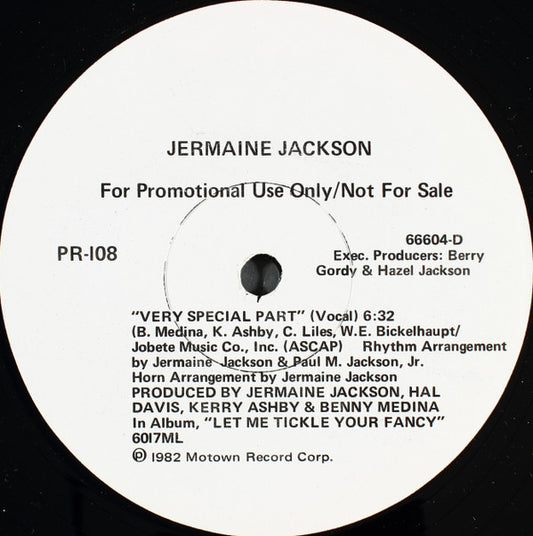 JERMAINE JACKSON
For Promotional Use Only/Not For Sale
PR-108
66604-D
Exec. Producers: Berry
Gordy & Hazel Jackson
"VERY SPECIAL PART" (Vocal) 6:32
(B. Medina, K. Ashby, C. Liles, W.E. Bickelhaupt/
Jobete Music Co., Inc. (ASCAP) Rhythm Arrangement
by Jermaine Jackson & Paul M. Jackson, Jr.
Horn Arrangement by Jermaine Jackson
PRODUCED BY JERMAINE JACKSON, HAL
DAVIS, KERRY ASHBY & BENNY MEDINA
In Album, "LET ME TICKLE YOUR FANCY"
6017ML
℗ 1982 Motown Record Corp.